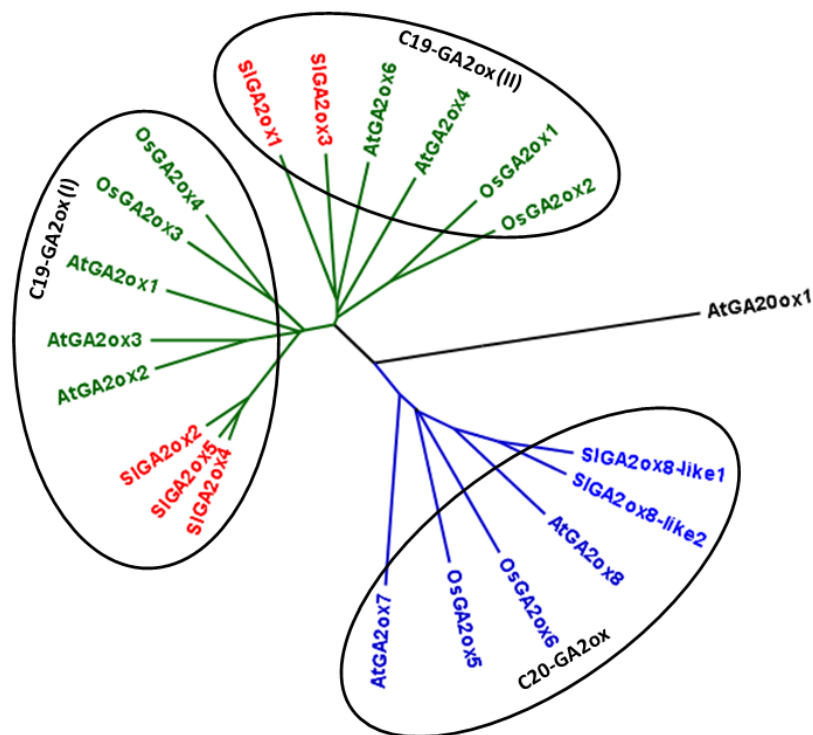 C19-GA2ox (II)
SlGA2ox1
SlGA2ox3
AtGA2ox6
AtGA2ox4
OsGA2ox1
OsGA2ox2
C19-GA2ox (I)
OsGA2ox4
OsGA2ox3
AtGA2ox1
AtGA2ox3
AtGA2ox2
SlGA2ox2
SlGA2ox5
SlGA2ox4
AtGA20ox1
SlGA2ox8-like1
SlGA2ox8-like2
AtGA2ox8
OsGA2ox6
OsGA2ox5
AtGA2ox7
C20-GA2ox